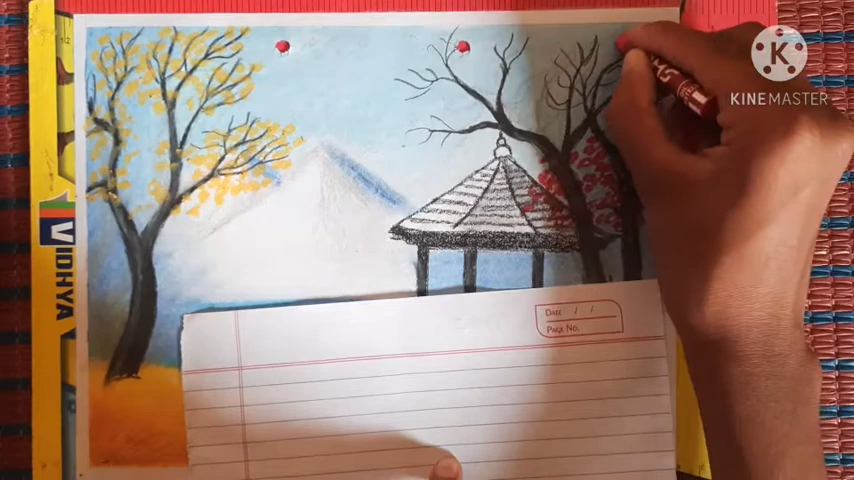 K
KINEMASTER
VIDHYA
DATE / /
PAGE NO.